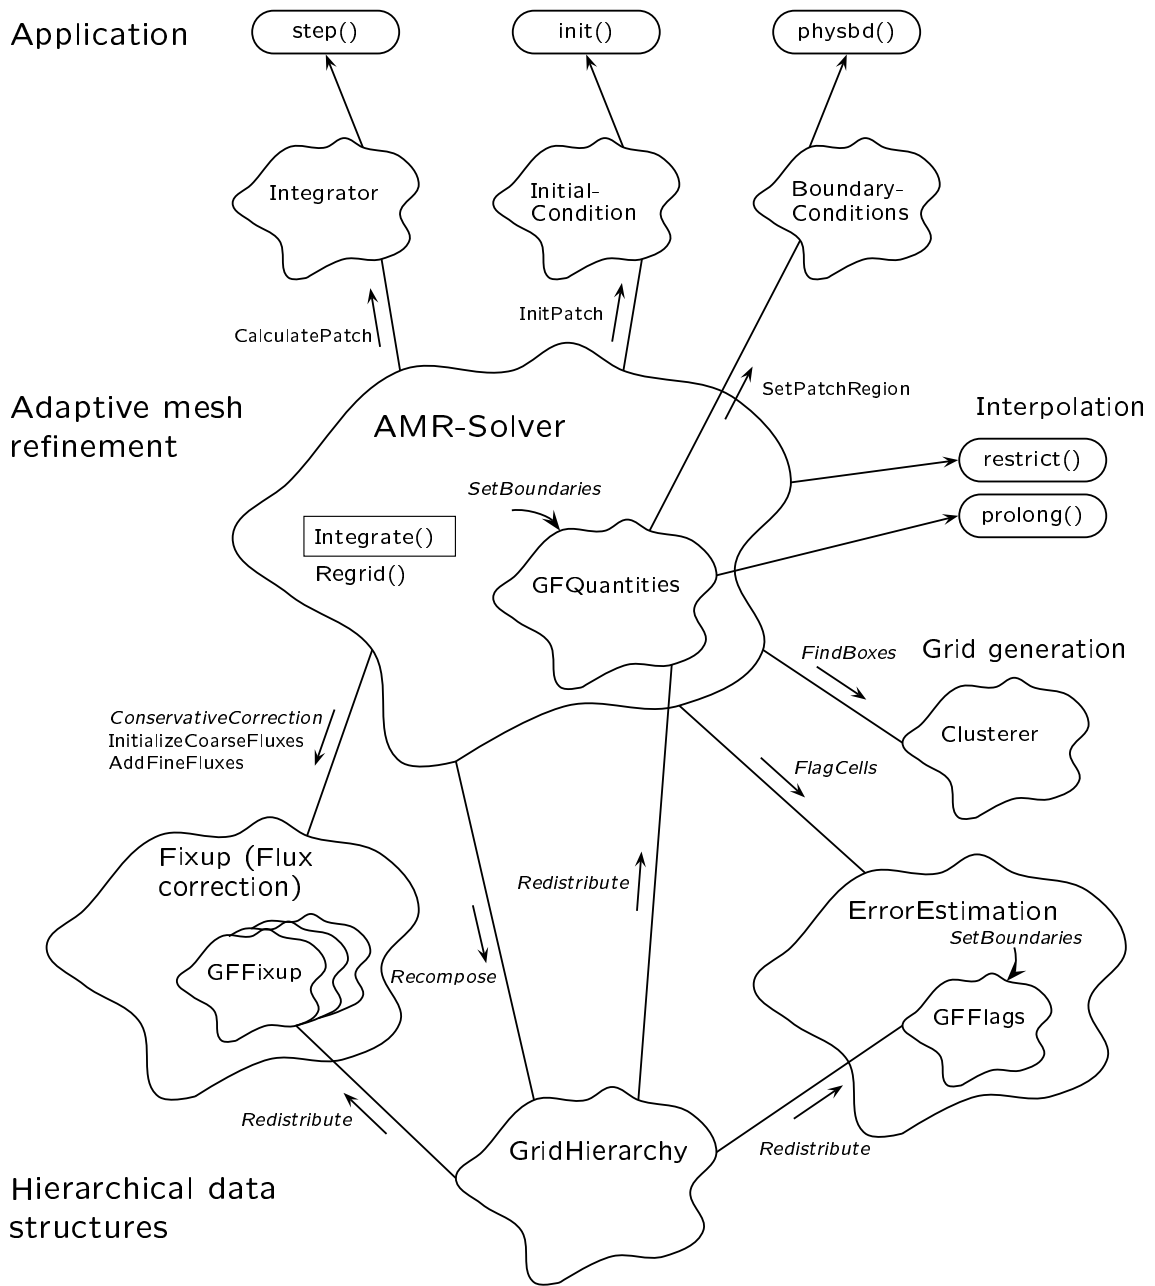 Application
step()
init()
physbd()
Integrator
Initial-
Condition
Boundary-
Conditions
CalculatePatch
InitPatch
SetPatchRegion
Adaptive mesh
refinement
AMR-Solver
Interpolation
restrict()
prolong()
SetBoundaries
Integrate()
Regrid()
GFQuantities
FindBoxes
Grid generation
Clusterer
ConservativeCorrection
InitializeCoarseFluxes
AddFineFluxes
FlagCells
Fixup (Flux
correction)
GFFixup
Redistribute
Recompose
ErrorEstimation
SetBoundaries
GFFlags
Redistribute
GridHierarchy
Redistribute
Hierarchical data
structures